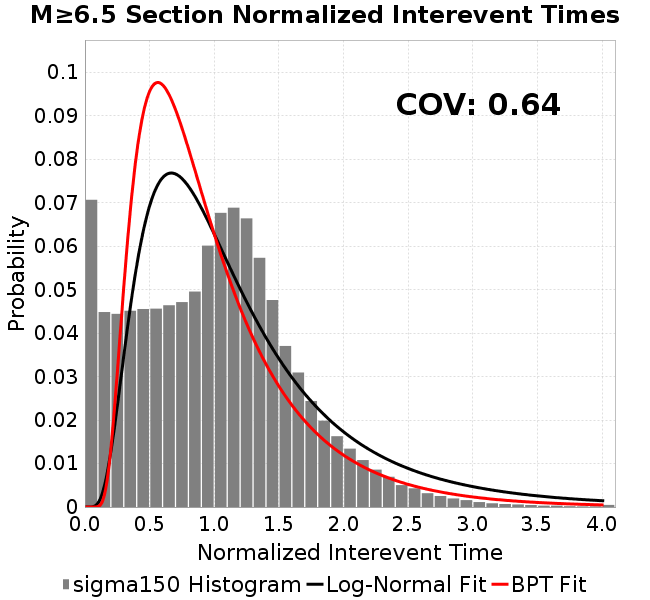 M≥6.5 Section Normalized Interevent Times
COV: 0.64
Probability
0.1
0.09
0.08
0.07
0.06
0.05
0.04
0.03
0.02
0.01
0
0.0 0.5 1.0 1.5 2.0 2.5 3.0 3.5 4.0
Normalized Interevent Time
sigma150 Histogram Log-Normal Fit BPT Fit